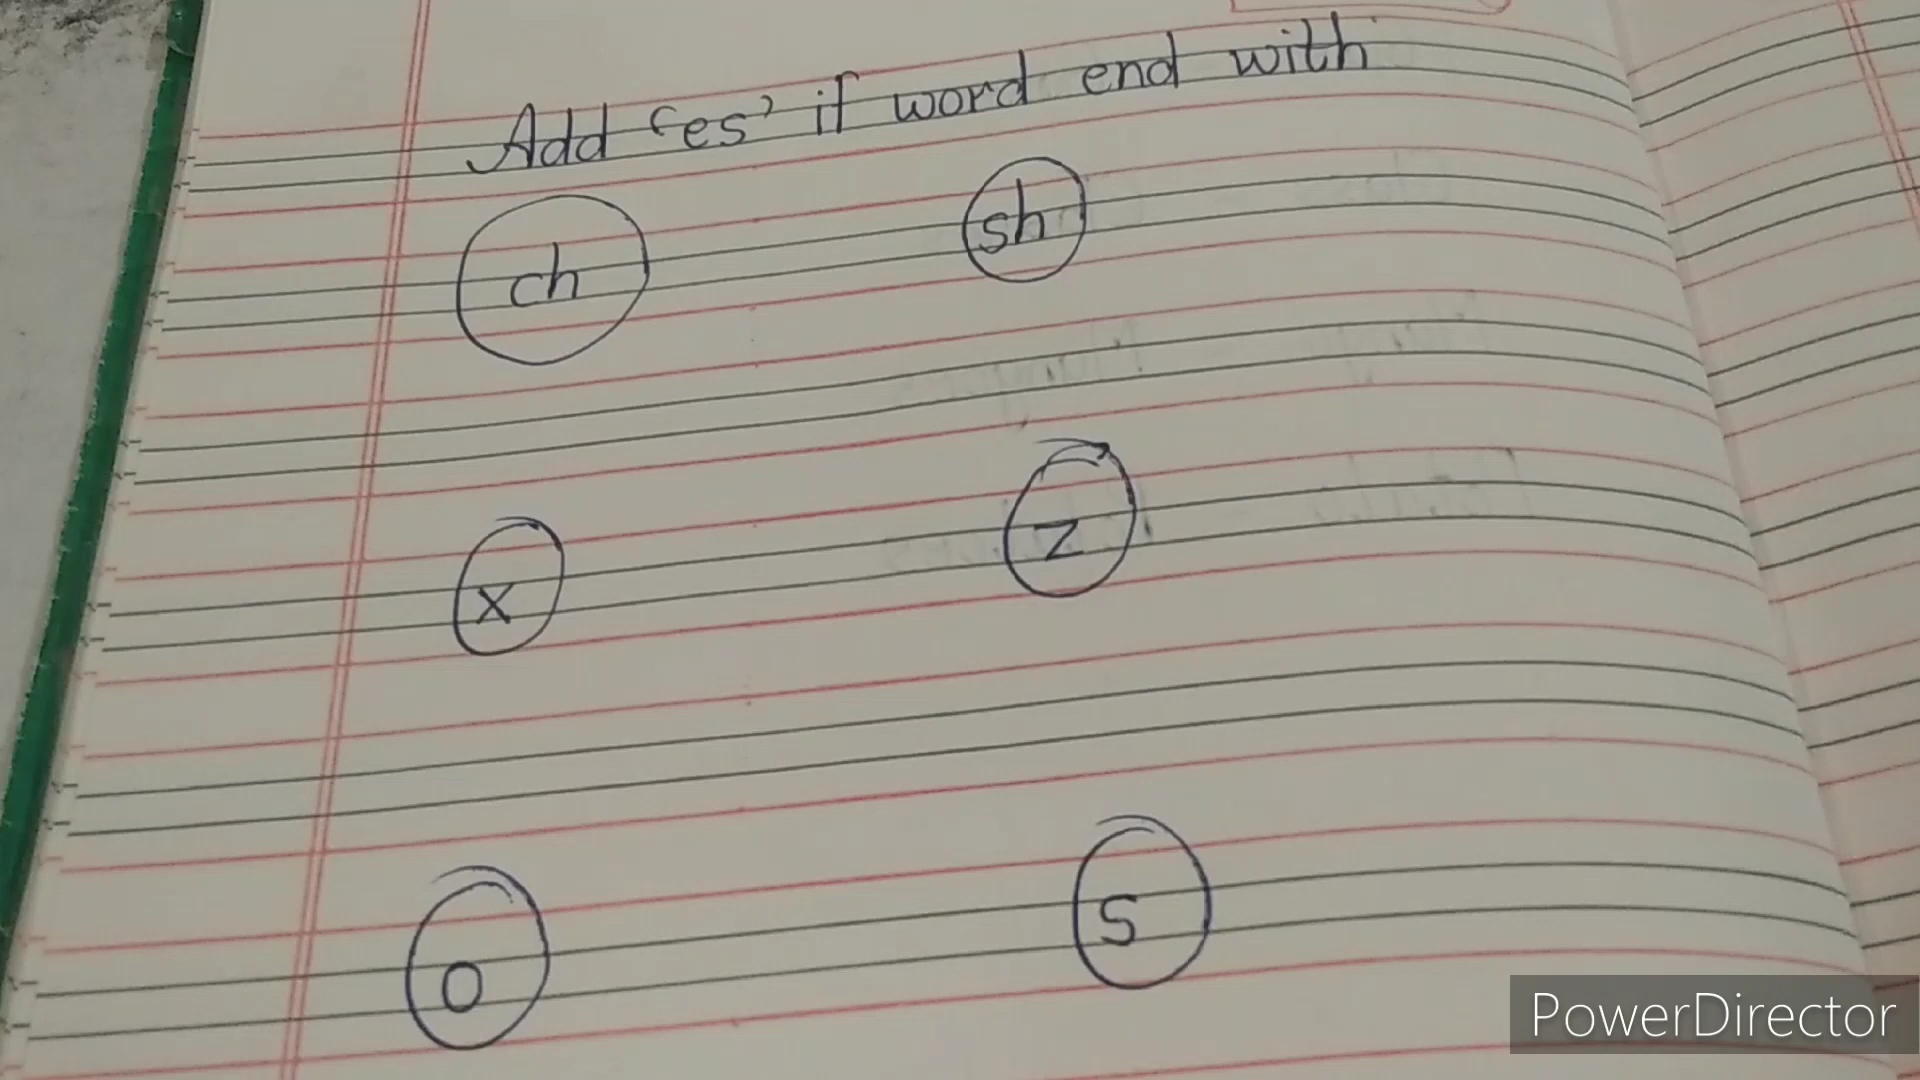 Add 'es' if word end with
ch sh
x z
o s
PowerDirector